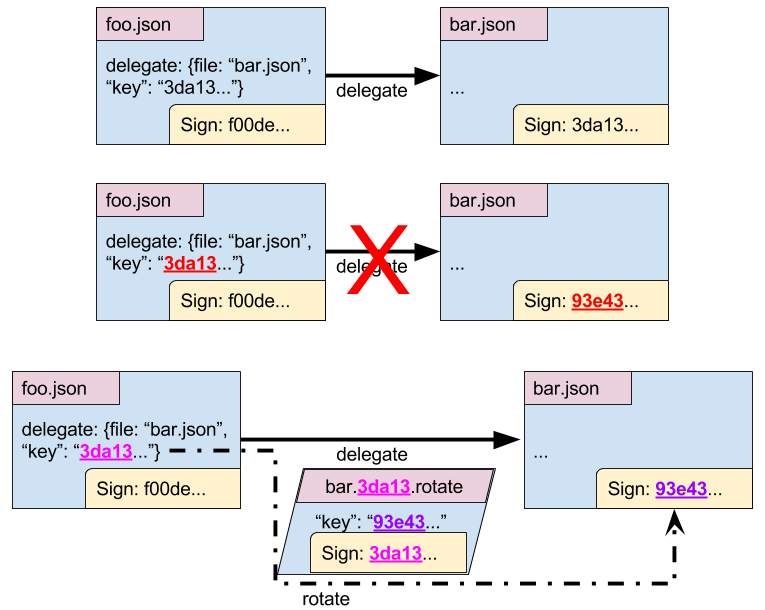 foo.json
delegate: {file: “bar.json”,
“key”: “3da13...”}
Sign: f00de...
delegate
bar.json
...
Sign: 3da13...
foo.json
delegate: {file: “bar.json”,
“key”: “3da13...”}
Sign: f00de...
delegate
bar.json
...
Sign: 93e43...
foo.json
delegate: {file: “bar.json”,
“key”: “3da13...”}
Sign: f00de...
delegate
bar.3da13.rotate
“key”: “93e43...”
Sign: 3da13...
rotate
bar.json
...
Sign: 93e43...